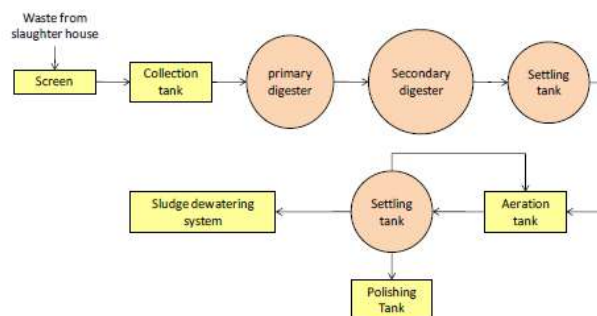 Waste from
slaughter house
Screen
Collection
tank
primary
digester
Secondary
digester
Settling
tank
Sludge dewatering
system
Settling
tank
Aeration
tank
Polishing
Tank